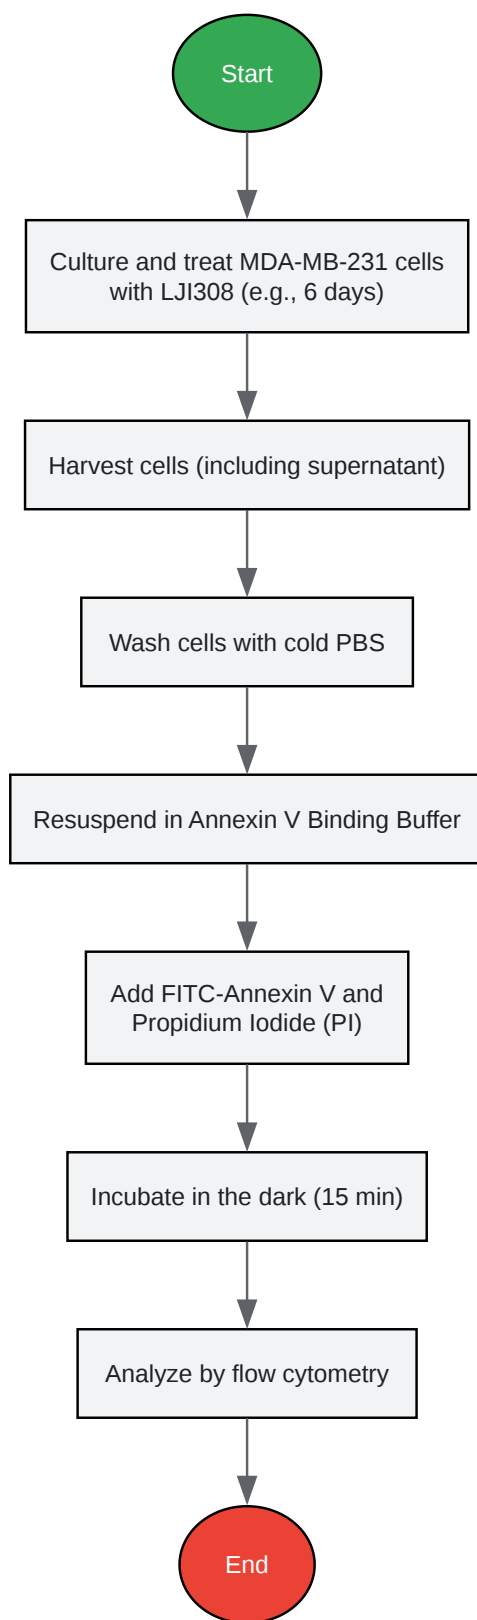 Start
Culture and treat MDA-MB-231 cells
with LJI308 (e.g., 6 days)
Harvest cells (including supernatant)
Wash cells with cold PBS
Resuspend in Annexin V Binding Buffer
Add FITC-Annexin V and
Propidium Iodide (PI)
Incubate in the dark (15 min)
Analyze by flow cytometry
End